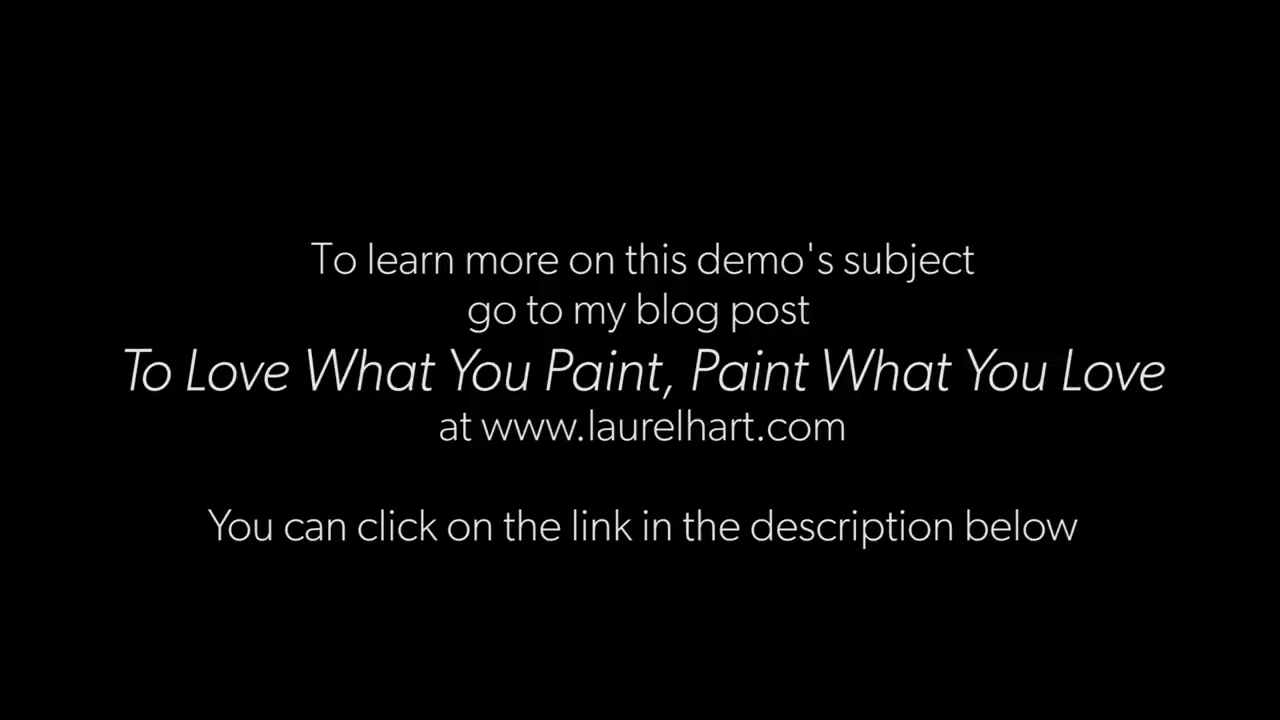 To learn more on this demo's subject
go to my blog post
To Love What You Paint, Paint What You Love
at www.laurelhart.com
You can click on the link in the description below